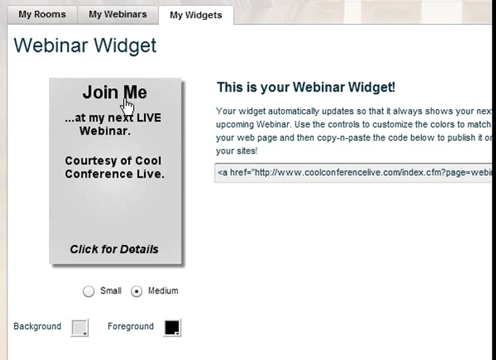 My Rooms
My Webinars
My Widgets
Webinar Widget
Join Me
...at my next LIVE
Webinar.
Courtesy of Cool
Conference Live.
Click for Details
Small
Medium
Background
Foreground
This is your Webinar Widget!
Your widget automatically updates so that it always shows your next
upcoming Webinar. Use the controls to customize the colors to match
your web page and then copy-n-paste the code below to publish it on
your sites!
<a href="http://www.coolconferencelive.com/index.cfm?page=webi